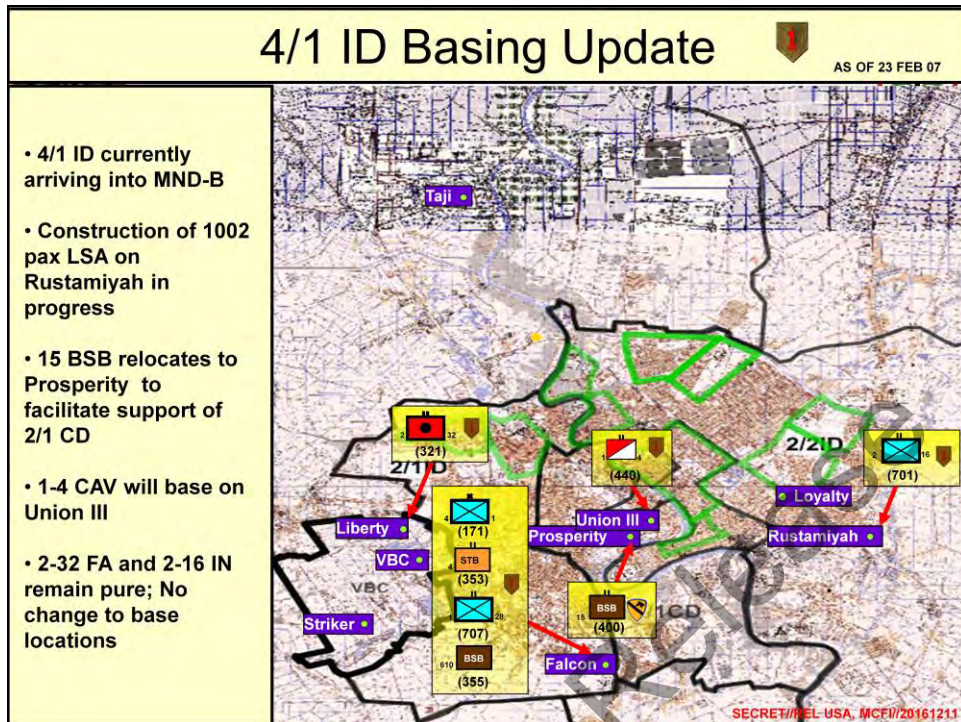 4/1 ID Basing Update
1
AS OF 23 FEB 07
• 4/1 ID currently
arriving into MND-B
• Construction of 1002
pax LSA on
Rustamiyah in
progress
• 15 BSB relocates to
Prosperity to
facilitate support of
2/1 CD
• 1-4 CAV will base on
Union III
• 2-32 FA and 2-16 IN
remain pure; No
change to base
locations
Taji
2 32
(321)
2/1ID
Liberty
VBC
VBC
Striker
4 1
(171)
4 STB
(353)
1 28
(707)
610 BSB
(355)
1 4
(440)
Union III
Prosperity
15 BSB
(400)
1CD
Falcon
2/2ID
2 16
(701)
Loyalty
Rustamiyah
Release
SECRET//REL USA, MCFI//20161211